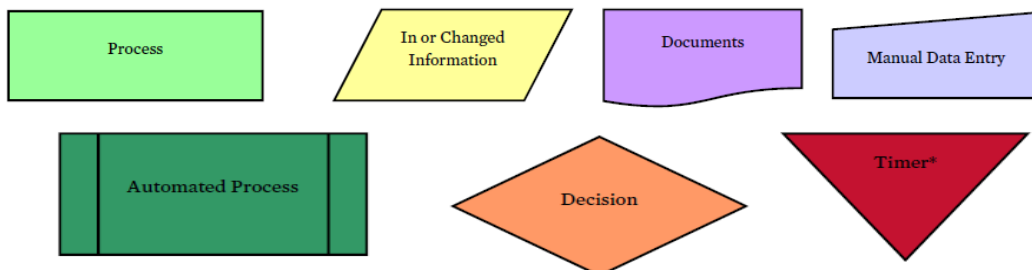 Process
In or Changed
Information
Documents
Manual Data Entry
Automated Process
Decision
Timer*